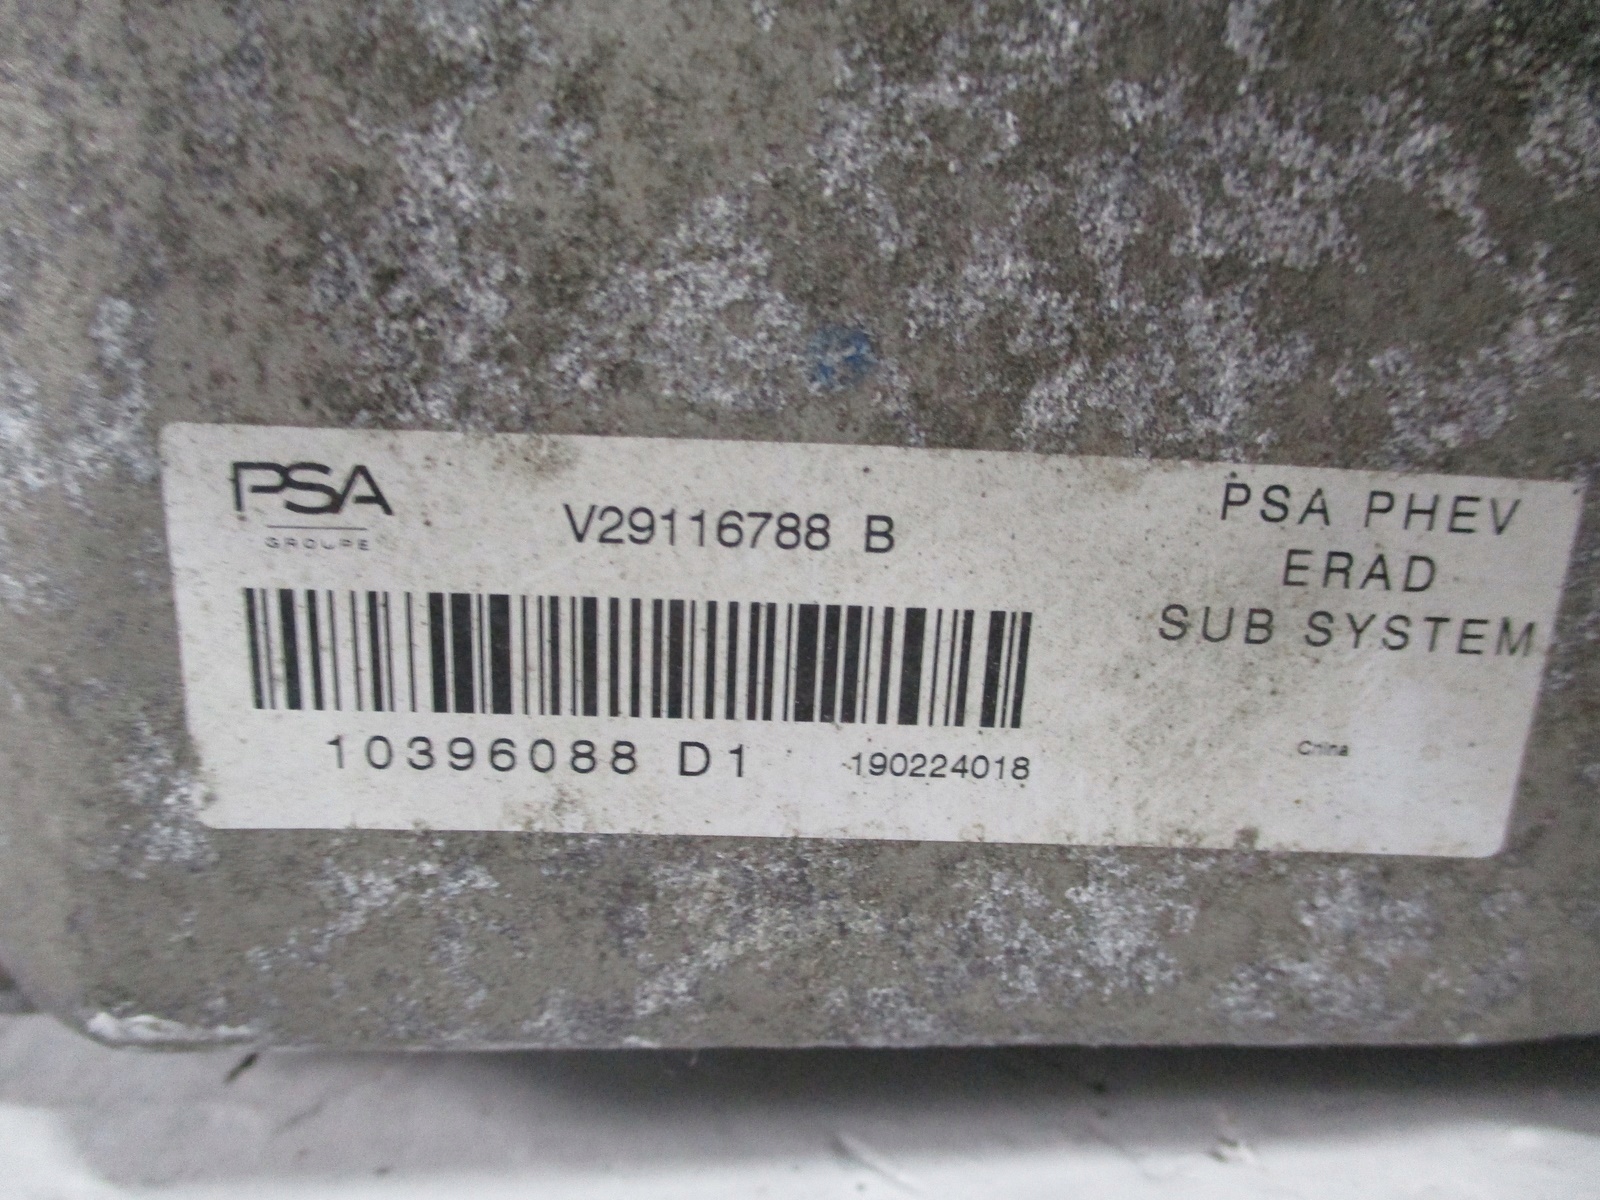 PSA
GROUPE
V29116788 B
10396088 D1
190224018
PSA PHEV
ERAD
SUB SYSTEM
China